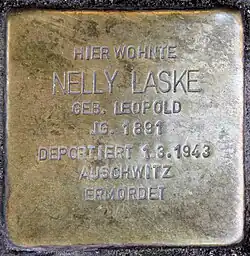 HIER WOHNTE
NELLY LASKE
GEB. LEOPOLD
JG. 1891
DEPORTIERT 1.3.1943
AUSCHWITZ
ERMORDET